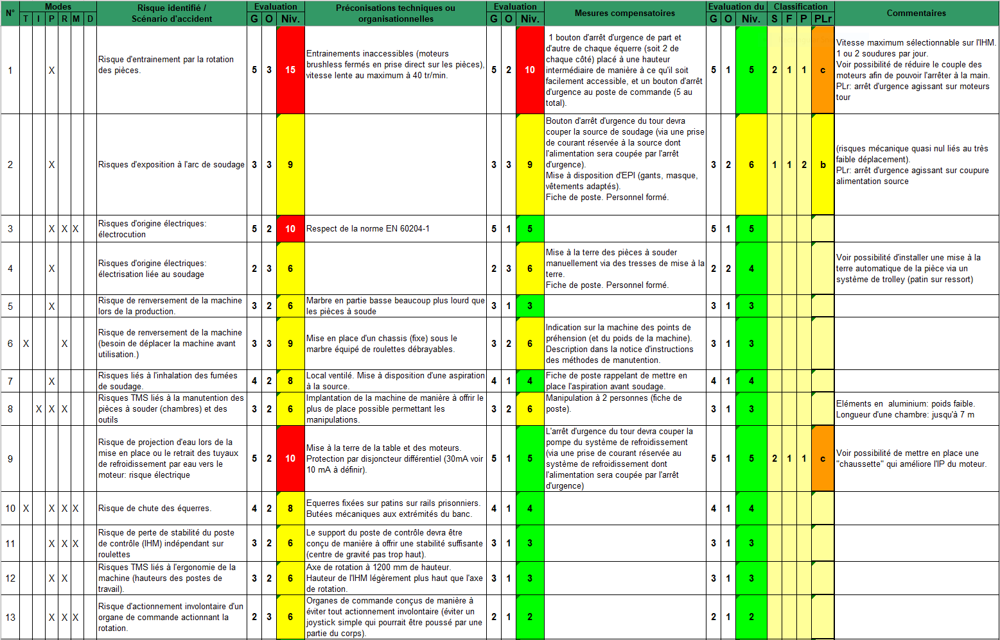 N° Modes Risque identifié / Evaluation Préconisations techniques ou Evaluation Mesures compensatoires Evaluation du Classification Commentaires
T I P R M D Scénario d'accident G O Niv. organisationnelles G O Niv. G O Niv. S F P PLr
1 X
Risque d'entrainement par la rotation
des pièces.
5 3 15
Entrainements inaccessibles (moteurs
brushless fermés en prise direct sur les pièces),
vitesse lente au maximum à 40 tr/min.
5 2 10
1 bouton d'arrêt d'urgence de part et
d'autre de chaque équerre (soit 2 de
chaque côté) placé à une hauteur
intermédiaire de manière à ce qu'il soit
facilement accessible, et un bouton d'arrêt
d'urgence au poste de commande (5 au
total).
5 1 5 2 1 1 c
Vitesse maximum sélectionnable sur l'IHM.
1 ou 2 soudures par jour.
Voir possibilité de réduire le couple des
moteurs afin de pouvoir l'arrêter à la main.
PLr: arrêt d'urgence agissant sur moteurs
tour
2 X
Risques d'exposition à l'arc de soudage
3 3 9
3 3 9
Bouton d'arrêt d'urgence du tour devra
couper la source de soudage (via une prise
de courant réservée à la source dont
l'alimentation sera coupée par l'arrêt
d'urgence).
Mise à disposition d'EPI (gants, masque,
vêtements adaptés).
Fiche de poste. Personnel formé.
3 2 6 1 1 2 b
(risques mécanique quasi nul liés au très
faible déplacement).
PLr: arrêt d'urgence agissant sur coupure
alimentation source
3 X X X
Risques d'origine électriques:
électrocution
5 2 10
Respect de la norme EN 60204-1
5 1 5
5 1 5
4 X
Risques d'origine électriques:
électrisation liée au soudage
2 3 6
2 3 6
Mise à la terre des pièces à souder
manuellement via des tresses de mise à la
terre.
Fiche de poste. Personnel formé.
2 2 4
Voir possibilité d'installer une mise à la
terre automatique de la pièce via un
système de trolley (patin sur ressort)
5 X
Risque de renversement de la machine
lors de la production.
3 2 6
Marbre en partie basse beaucoup plus lourd que
les pièces à soude
3 1 3
3 1 3
6 X X
Risque de renversement de la machine
(besoin de déplacer la machine avant
utilisation.)
3 3 9
Mise en place d'un chassis (fixe) sous le
marbre équipé de roulettes débrayables.
3 2 6
Indication sur la machine des points de
préhension (et du poids de la machine).
Description dans la notice d'instructions
des méthodes de manutention.
3 1 3
7 X
Risques liés à l'inhalation des fumées
de soudage.
4 2 8
Local ventilé. Mise à disposition d'une aspiration
à la source.
4 1 4
Fiche de poste rappelant de mettre en
place l'aspiration avant soudage.
4 1 4
8 X X X
Risques TMS liés à la manutention des
pièces à souder (chambres) et des
outils
3 2 6
Implantation de la machine de manière à offrir le
plus de place possible permettant les
manipulations.
3 2 6
Manipulation à 2 personnes (fiche de
poste).
3 1 3
Eléments en  aluminium: poids faible.
Longueur d'une chambre: jusqu'à 7 m
9
Risque de projection d'eau lors de la
mise en place ou le retrait des tuyaux
de refroidissement par eau vers le
moteur: risque électrique
5 2 10
Mise à la terre de la table et des moteurs.
Protection par disjoncteur différentiel (30mA voir
10 mA à définir).
5 1 5
L'arrêt d'urgence du tour devra couper la
pompe du système de refroidissement
(via une prise de courant réservée au
système de refroidissement dont
l'alimentation sera coupée par l'arrêt
d'urgence)
5 1 5 2 1 1 c
Voir possibilité de mettre en place une
"chaussette" qui améliore l'IP du moteur.
10 X X X X
Risque de chute des équerres.
4 2 8
Equerres fixées sur patins sur rails prisonniers.
Butées mécaniques aux extrémités du banc.
4 1 4
4 1 4
11 X X X
Risque de perte de stabilité du poste
de contrôle (IHM) indépendant sur
roulettes
3 2 6
Le support du poste de contrôle devra être
conçu de manière à offrir une stabilité suffisante
(centre de gravité pas trop haut).
3 1 3
3 1 3
12 X X
Risques TMS liés à l'ergonomie de la
machine (hauteurs des postes de
travail).
3 2 6
Axe de rotation à 1200 mm de hauteur.
Hauteur de l'IHM légèrement plus haut que l'axe
de rotation.
3 1 3
3 1 3
13 X X X
Risque d'actionnement involontaire d'un
organe de commande actionnant la
rotation.
2 3 6
Organes de commande conçus de manière à
éviter tout actionnement involontaire (éviter un
joystick simple qui pourrait être poussé par une
partie du corps).
2 1 2
2 1 2